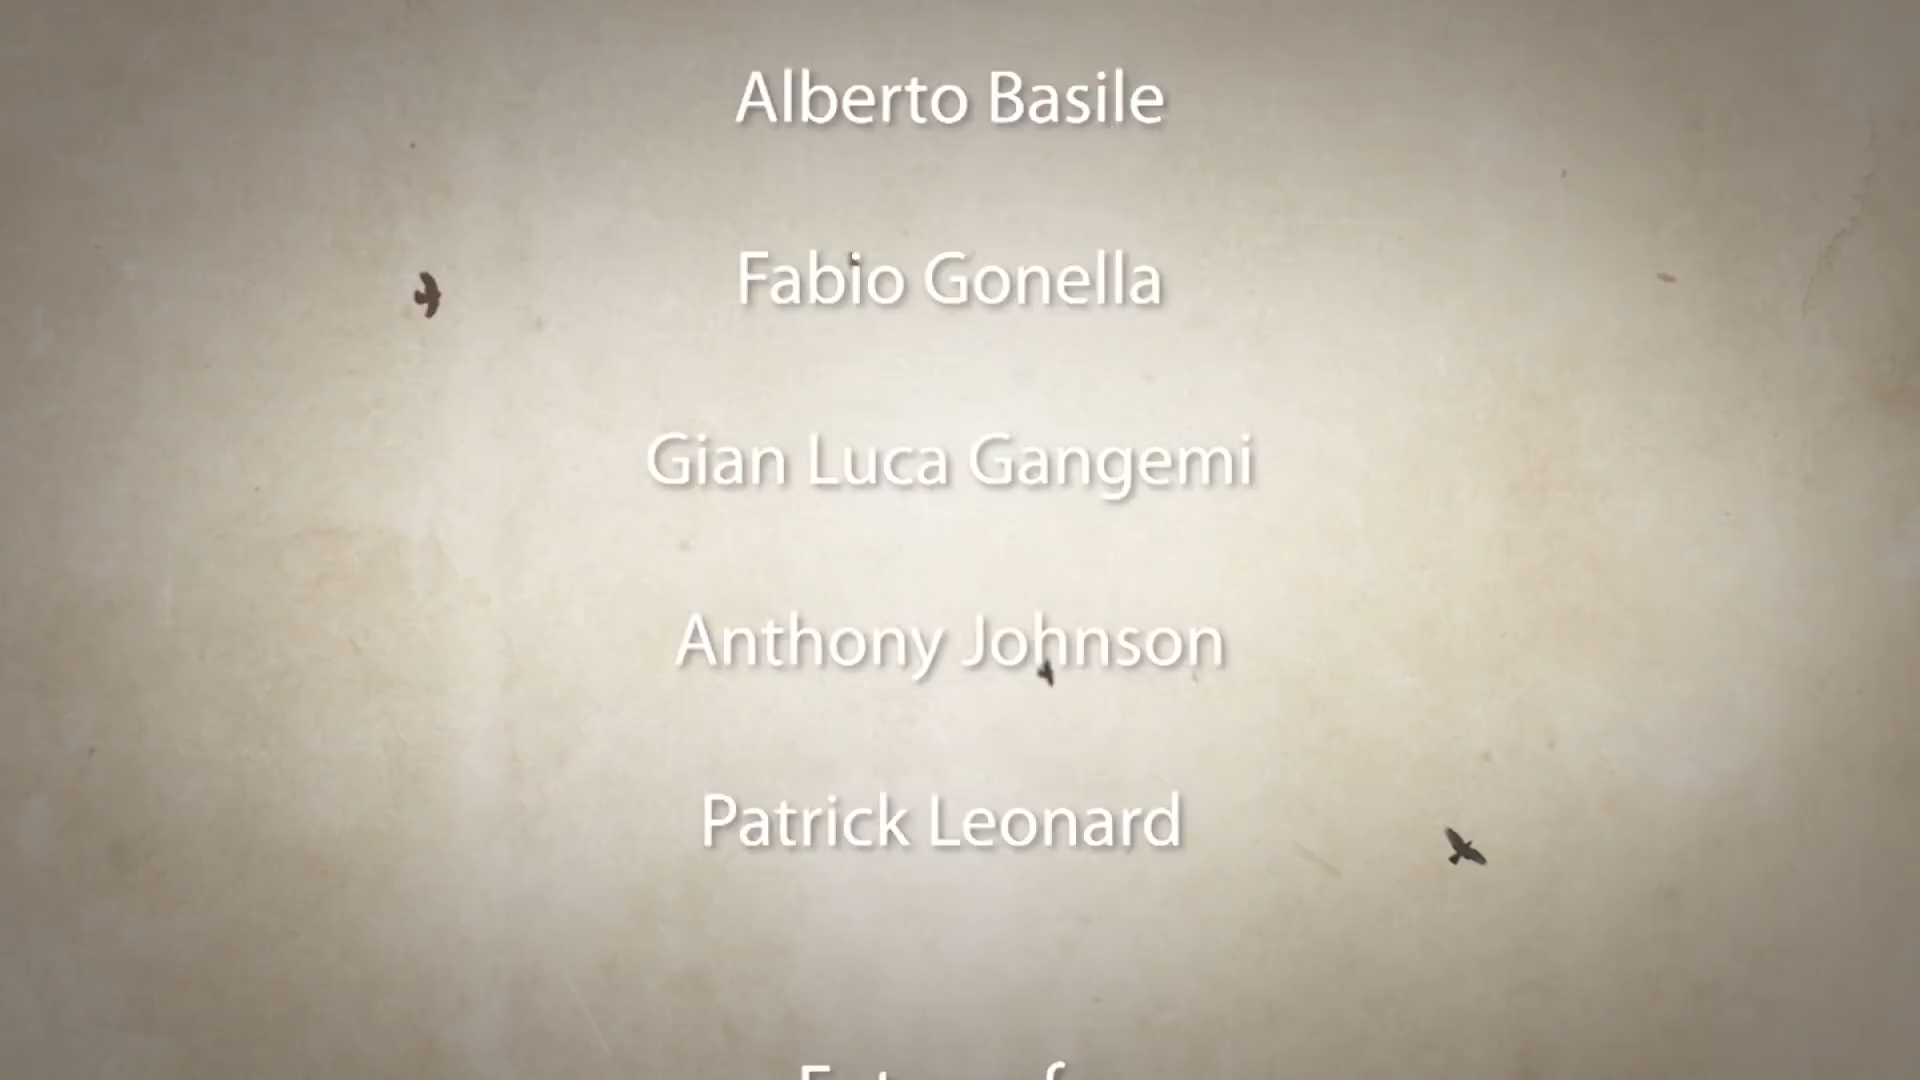 Alberto Basile
Fabio Gonella
Gian Luca Gangemi
Anthony Johnson
Patrick Leonard